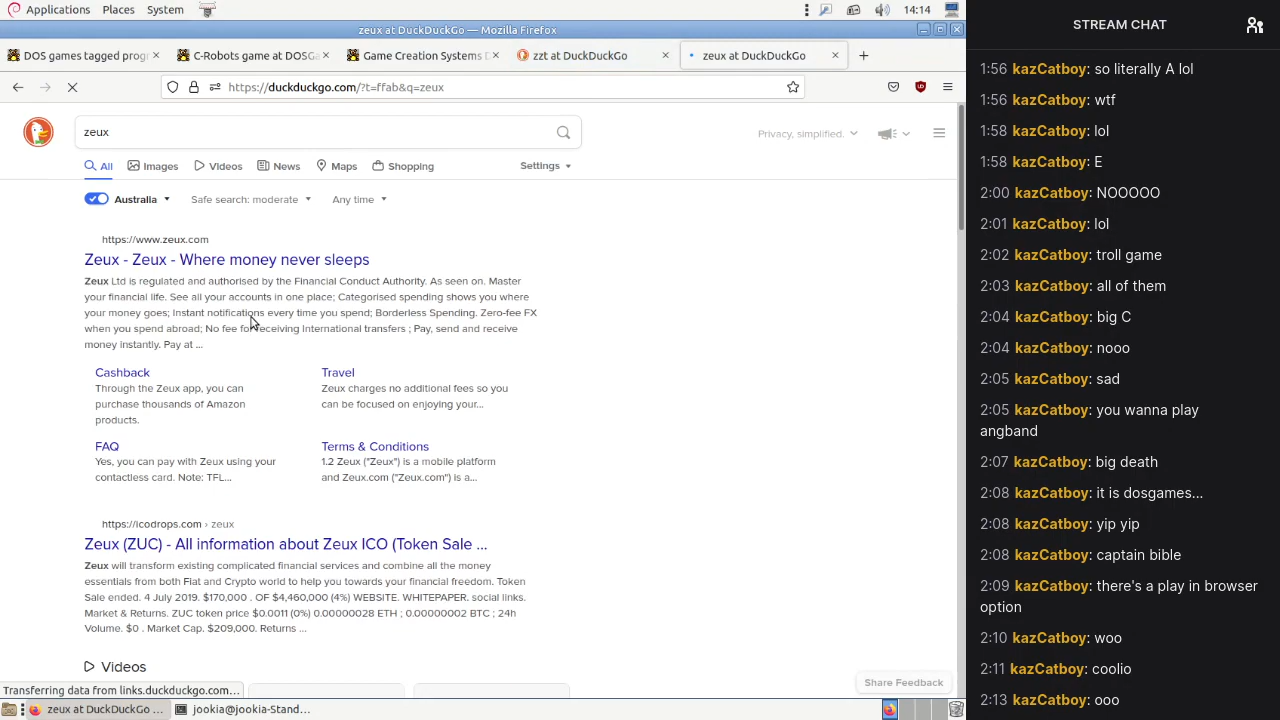 Applications Places System 14:14
zeux at DuckDuckGo — Mozilla Firefox
DOS games tagged prog C-Robots game at DOSGa Game Creation Systems D zzt at DuckDuckGo zeux at DuckDuckGo
https://duckduckgo.com/?t=ffab&q=zeux
zeux
Privacy, simplified.
All Images Videos News Maps Shopping Settings
Australia Safe search: moderate Any time
https://www.zeux.com
Zeux - Zeux - Where money never sleeps
Zeux Ltd is regulated and authorised by the Financial Conduct Authority. As seen on. Master
your financial life. See all your accounts in one place; Categorised spending shows you where
your money goes; Instant notifications every time you spend; Borderless Spending. Zero-fee FX
when you spend abroad; No fee for receiving International transfers ; Pay, send and receive
money instantly. Pay at ...
Cashback
Through the Zeux app, you can
purchase thousands of Amazon
products.
Travel
Zeux charges no additional fees so you
can be focused on enjoying your...
FAQ
Yes, you can pay with Zeux using your
contactless card. Note: TFL...
Terms & Conditions
1.2 Zeux ("Zeux") is a mobile platform
and Zeux.com ("Zeux.com") is a...
https://icodrops.com › zeux
Zeux (ZUC) - All information about Zeux ICO (Token Sale ...
Zeux will transform existing complicated financial services and combine all the money
essentials from both Fiat and Crypto world to help you towards your financial freedom. Token
Sale ended. 4 July 2019. $170,000 . OF $4,460,000 (4%) WEBSITE. WHITEPAPER. social links.
Market & Returns. ZUC token price $0.0011 (0%) 0.00000028 ETH ; 0.00000002 BTC ; 24h
Volume. $0 . Market Cap. $209,000. Returns ...
Videos
Share Feedback
Transferring data from links.duckduckgo.com...
zeux at DuckDuckGo ... jookia@jookia-Stand...
STREAM CHAT
1:56 kazCatboy: so literally A lol
1:56 kazCatboy: wtf
1:58 kazCatboy: lol
1:58 kazCatboy: E
2:00 kazCatboy: NOOOOO
2:01 kazCatboy: lol
2:02 kazCatboy: troll game
2:03 kazCatboy: all of them
2:04 kazCatboy: big C
2:04 kazCatboy: nooo
2:05 kazCatboy: sad
2:05 kazCatboy: you wanna play
angband
2:07 kazCatboy: big death
2:08 kazCatboy: it is dosgames...
2:08 kazCatboy: yip yip
2:08 kazCatboy: captain bible
2:09 kazCatboy: there's a play in browser
option
2:10 kazCatboy: woo
2:11 kazCatboy: coolio
2:13 kazCatboy: ooo